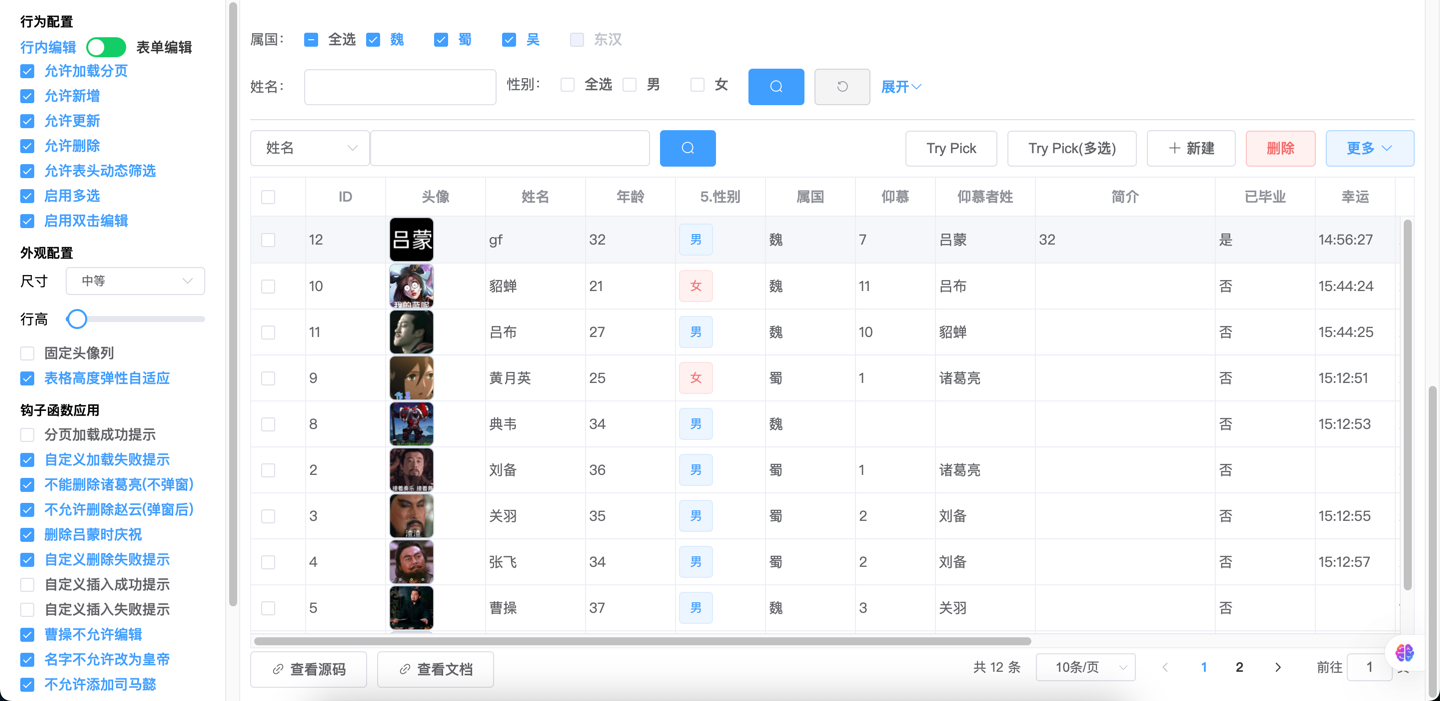 行为配置
行内编辑 表单编辑
允许加载分页
允许新增
允许更新
允许删除
允许表头动态筛选
启用多选
启用双击编辑
外观配置
尺寸 中等
行高
固定头像列
表格高度弹性自适应
钩子函数应用
分页加载成功提示
自定义加载失败提示
不能删除诸葛亮(不弹窗)
不允许删除赵云(弹窗后)
删除吕蒙时庆祝
自定义删除失败提示
自定义插入成功提示
自定义插入失败提示
曹操不允许编辑
名字不允许改为皇帝
不允许添加司马懿
属国: 全选 魏 蜀 吴 东汉
姓名: 性别: 全选 男 女 展开
姓名 Try Pick Try Pick(多选) 新建 删除 更多
ID 头像 姓名 年龄 5.性别 属国 仰慕 仰慕者姓 简介 已毕业 幸运
12 吕蒙 gf 32 男 魏 7 吕蒙 32 是 14:56:27
10 貂蝉 21 女 魏 11 吕布 否 15:44:24
11 吕布 27 男 魏 10 貂蝉 否 15:44:25
9 黄月英 25 女 蜀 1 诸葛亮 否 15:12:51
8 典韦 34 男 魏 否 15:12:53
2 刘备 36 男 蜀 1 诸葛亮 否
3 关羽 35 男 蜀 2 刘备 否 15:12:55
4 张飞 34 男 蜀 2 刘备 否 15:12:57
5 曹操 37 男 魏 3 关羽 否
查看源码 查看文档 共 12 条 10条/页 1 2 前往 1